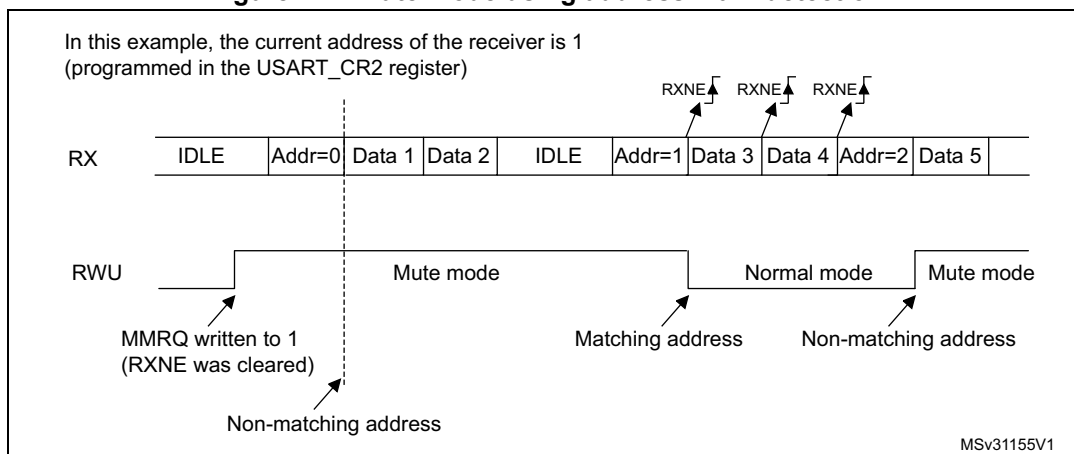 In this example, the current address of the receiver is 1
(programmed in the USART_CR2 register)
RXNE RXNE RXNE
RX IDLE Addr=0 Data 1 Data 2 IDLE Addr=1 Data 3 Data 4 Addr=2 Data 5
RWU Mute mode Normal mode Mute mode
MMRQ written to 1 Matching address Non-matching address
(RXNE was cleared)
Non-matching address
MSv31155V1